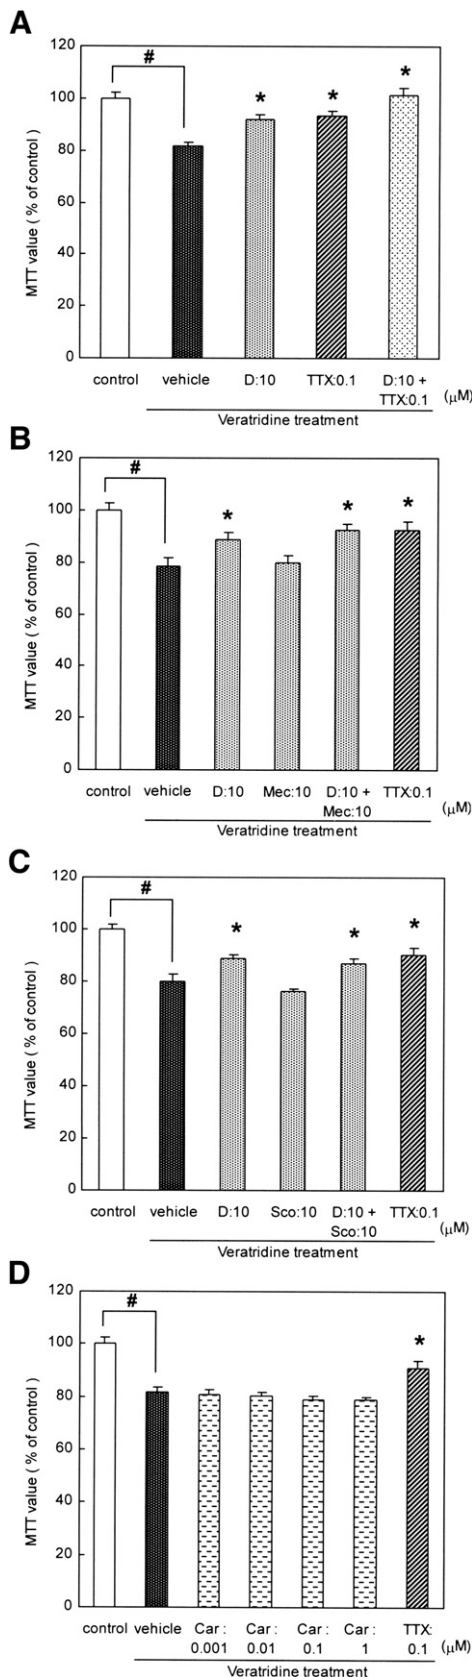 A
120
#
*
*
*
100
80
60
40
20
0
MTT value ( % of control )
control vehicle D:10 TTX:0.1 D:10 +
TTX:0.1 (μM)
Veratridine treatment
B
120
#
*
*
*
100
80
60
40
20
0
MTT value ( % of control )
control vehicle D:10 Mec:10 D:10 + TTX:0.1
Mec:10 (μM)
Veratridine treatment
C
120
#
*
*
*
100
80
60
40
20
0
MTT value ( % of control )
control vehicle D:10 Sco:10 D:10 + TTX:0.1
Sco:10 (μM)
Veratridine treatment
D
120
#
*
100
80
60
40
20
0
MTT value ( % of control )
control vehicle Car : Car : Car : Car : TTX:
0.001 0.01 0.1 1 0.1 (μM)
Veratridine treatment